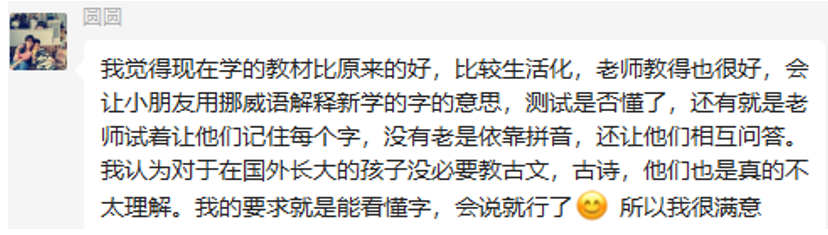 圆圆
我觉得现在学的教材比原来的好，比较生活化，老师教得也很好，会
让小朋友用挪威语解释新学的字的意思，测试是否懂了，还有就是老
师试着让他们记住每个字，没有老是依靠拼音，还让他们相互问答。
我认为对于在国外长大的孩子没必要教古文，古诗，他们也是真的不
太理解。我的要求就是能看懂字，会说就行了😊 所以我很满意